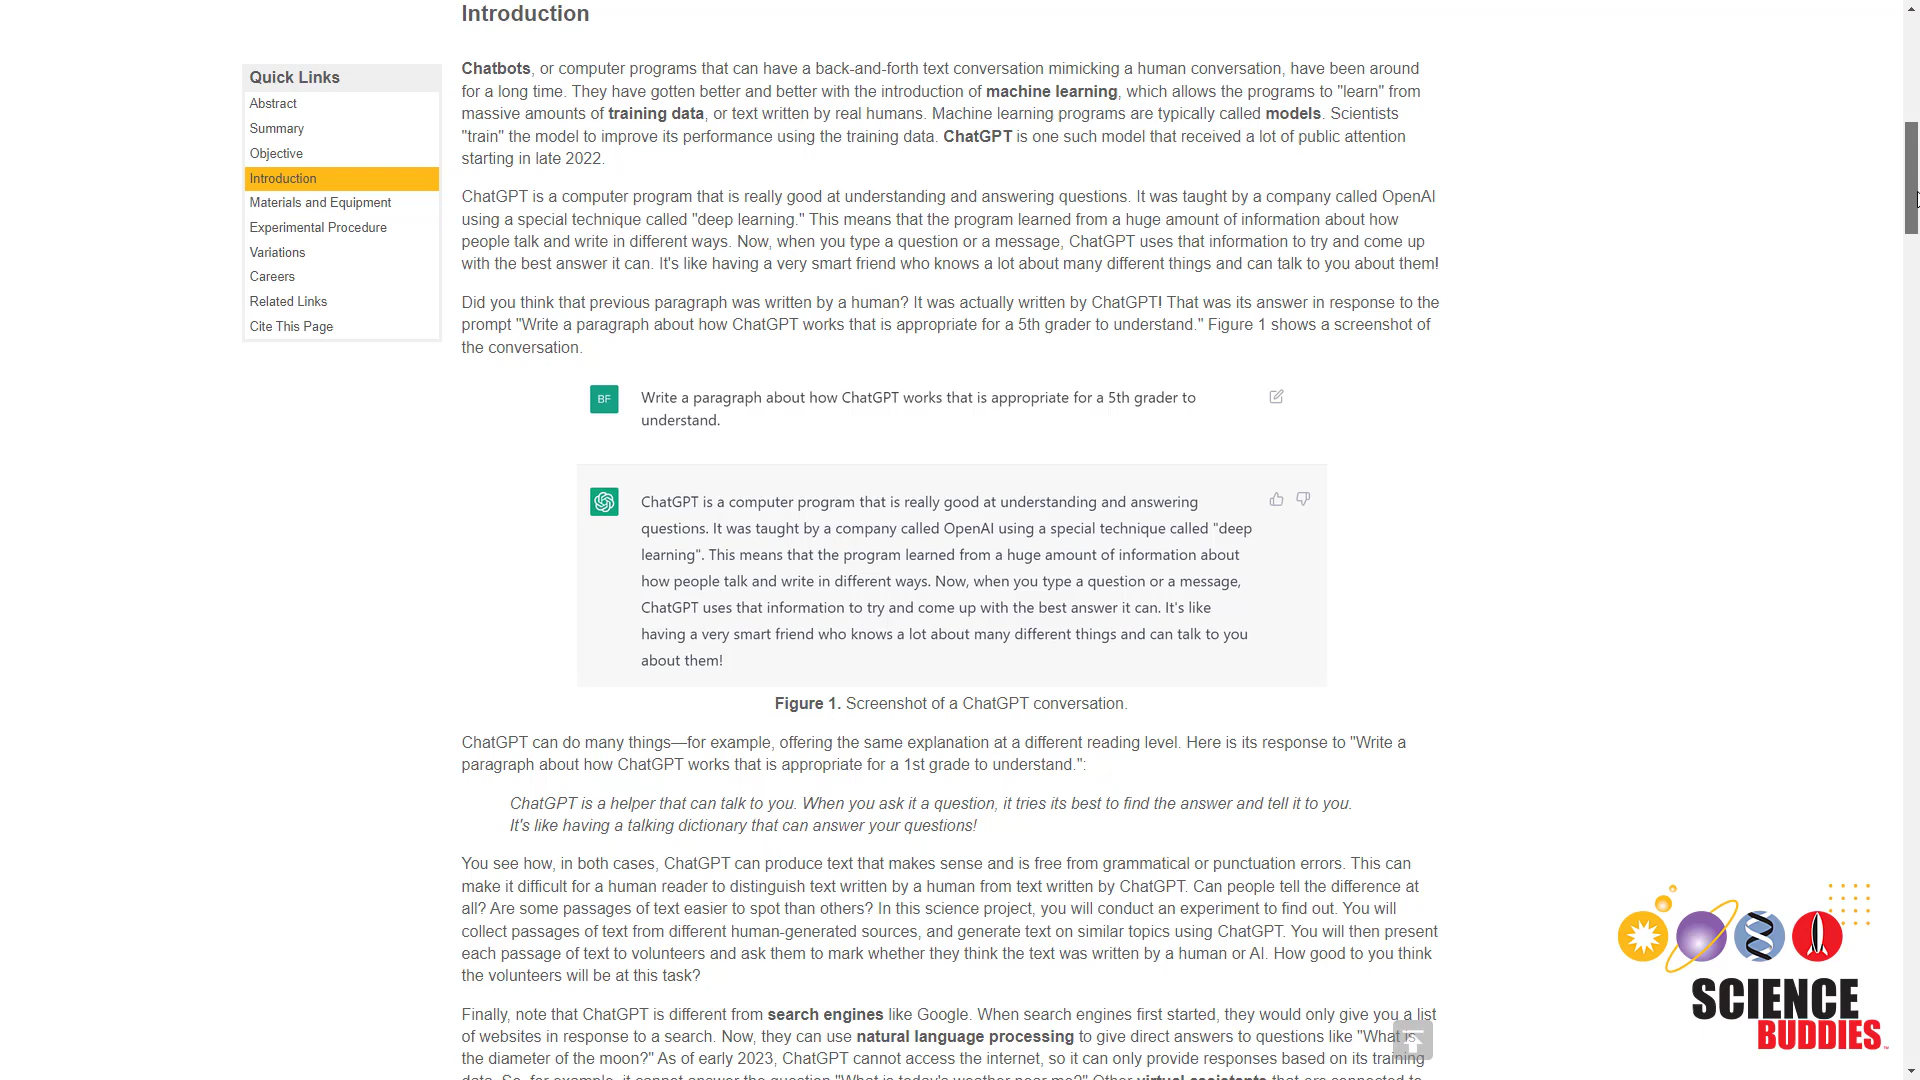 Introduction
Quick Links
Abstract
Summary
Objective
Introduction
Materials and Equipment
Experimental Procedure
Variations
Careers
Related Links
Cite This Page
Chatbots, or computer programs that can have a back-and-forth text conversation mimicking a human conversation, have been around
for a long time. They have gotten better and better with the introduction of machine learning, which allows the programs to "learn" from
massive amounts of training data, or text written by real humans. Machine learning programs are typically called models. Scientists
"train" the model to improve its performance using the training data. ChatGPT is one such model that received a lot of public attention
starting in late 2022.
ChatGPT is a computer program that is really good at understanding and answering questions. It was taught by a company called OpenAI
using a special technique called "deep learning." This means that the program learned from a huge amount of information about how
people talk and write in different ways. Now, when you type a question or a message, ChatGPT uses that information to try and come up
with the best answer it can. It's like having a very smart friend who knows a lot about many different things and can talk to you about them!
Did you think that previous paragraph was written by a human? It was actually written by ChatGPT! That was its answer in response to the
prompt "Write a paragraph about how ChatGPT works that is appropriate for a 5th grader to understand." Figure 1 shows a screenshot of
the conversation.
BF
Write a paragraph about how ChatGPT works that is appropriate for a 5th grader to
understand.
ChatGPT is a computer program that is really good at understanding and answering
questions. It was taught by a company called OpenAI using a special technique called "deep
learning". This means that the program learned from a huge amount of information about
how people talk and write in different ways. Now, when you type a question or a message,
ChatGPT uses that information to try and come up with the best answer it can. It's like
having a very smart friend who knows a lot about many different things and can talk to you
about them!
Figure 1. Screenshot of a ChatGPT conversation.
ChatGPT can do many things—for example, offering the same explanation at a different reading level. Here is its response to "Write a
paragraph about how ChatGPT works that is appropriate for a 1st grade to understand.":
ChatGPT is a helper that can talk to you. When you ask it a question, it tries its best to find the answer and tell it to you.
It's like having a talking dictionary that can answer your questions!
You see how, in both cases, ChatGPT can produce text that makes sense and is free from grammatical or punctuation errors. This can
make it difficult for a human reader to distinguish text written by a human from text written by ChatGPT. Can people tell the difference at
all? Are some passages of text easier to spot than others? In this science project, you will conduct an experiment to find out. You will
collect passages of text from different human-generated sources, and generate text on similar topics using ChatGPT. You will then present
each passage of text to volunteers and ask them to mark whether they think the text was written by a human or AI. How good to you think
the volunteers will be at this task?
Finally, note that ChatGPT is different from search engines like Google. When search engines first started, they would only give you a list
of websites in response to a search. Now, they can use natural language processing to give direct answers to questions like "What is
the diameter of the moon?" As of early 2023, ChatGPT cannot access the internet, so it can only provide responses based on its training
data. So, for example, it cannot answer the question "What is today's weather near me?" Other virtual assistants that are connected to
SCIENCE
BUDDIES